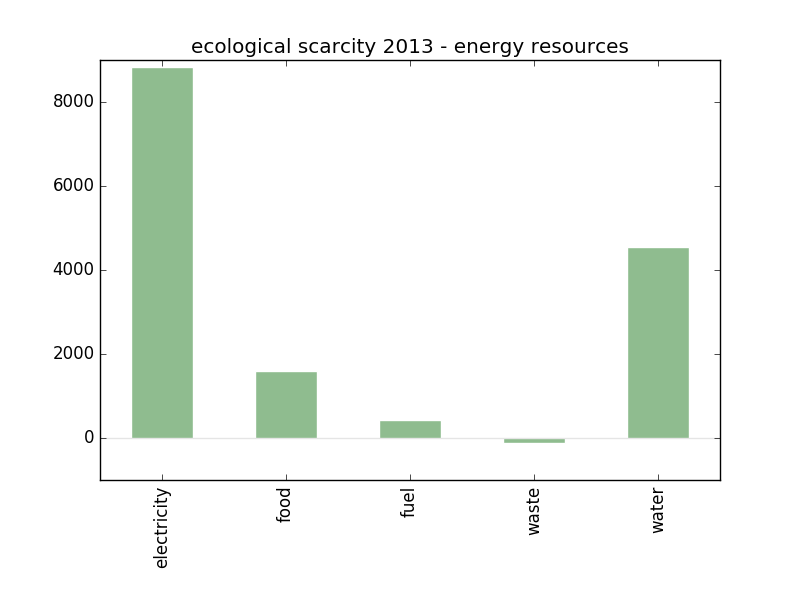 ecological scarcity 2013 - energy resources
8000
6000
4000
2000
0
electricity
food
fuel
waste
water